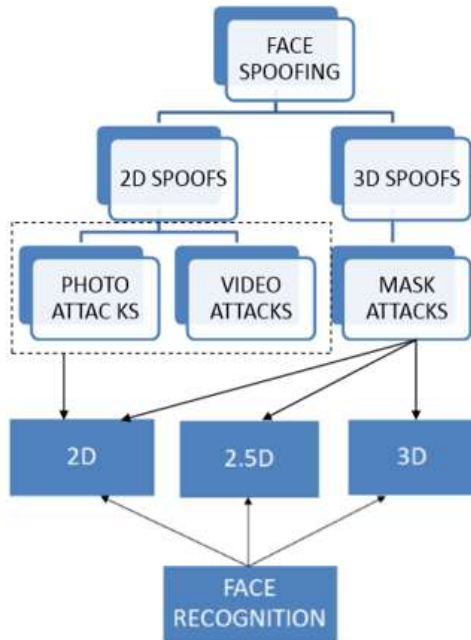 FACE
SPOOFING
2D SPOOFS
3D SPOOFS
PHOTO
ATTAC KS
VIDEO
ATTACKS
MASK
ATTACKS
2D
2.5D
3D
FACE
RECOGNITION